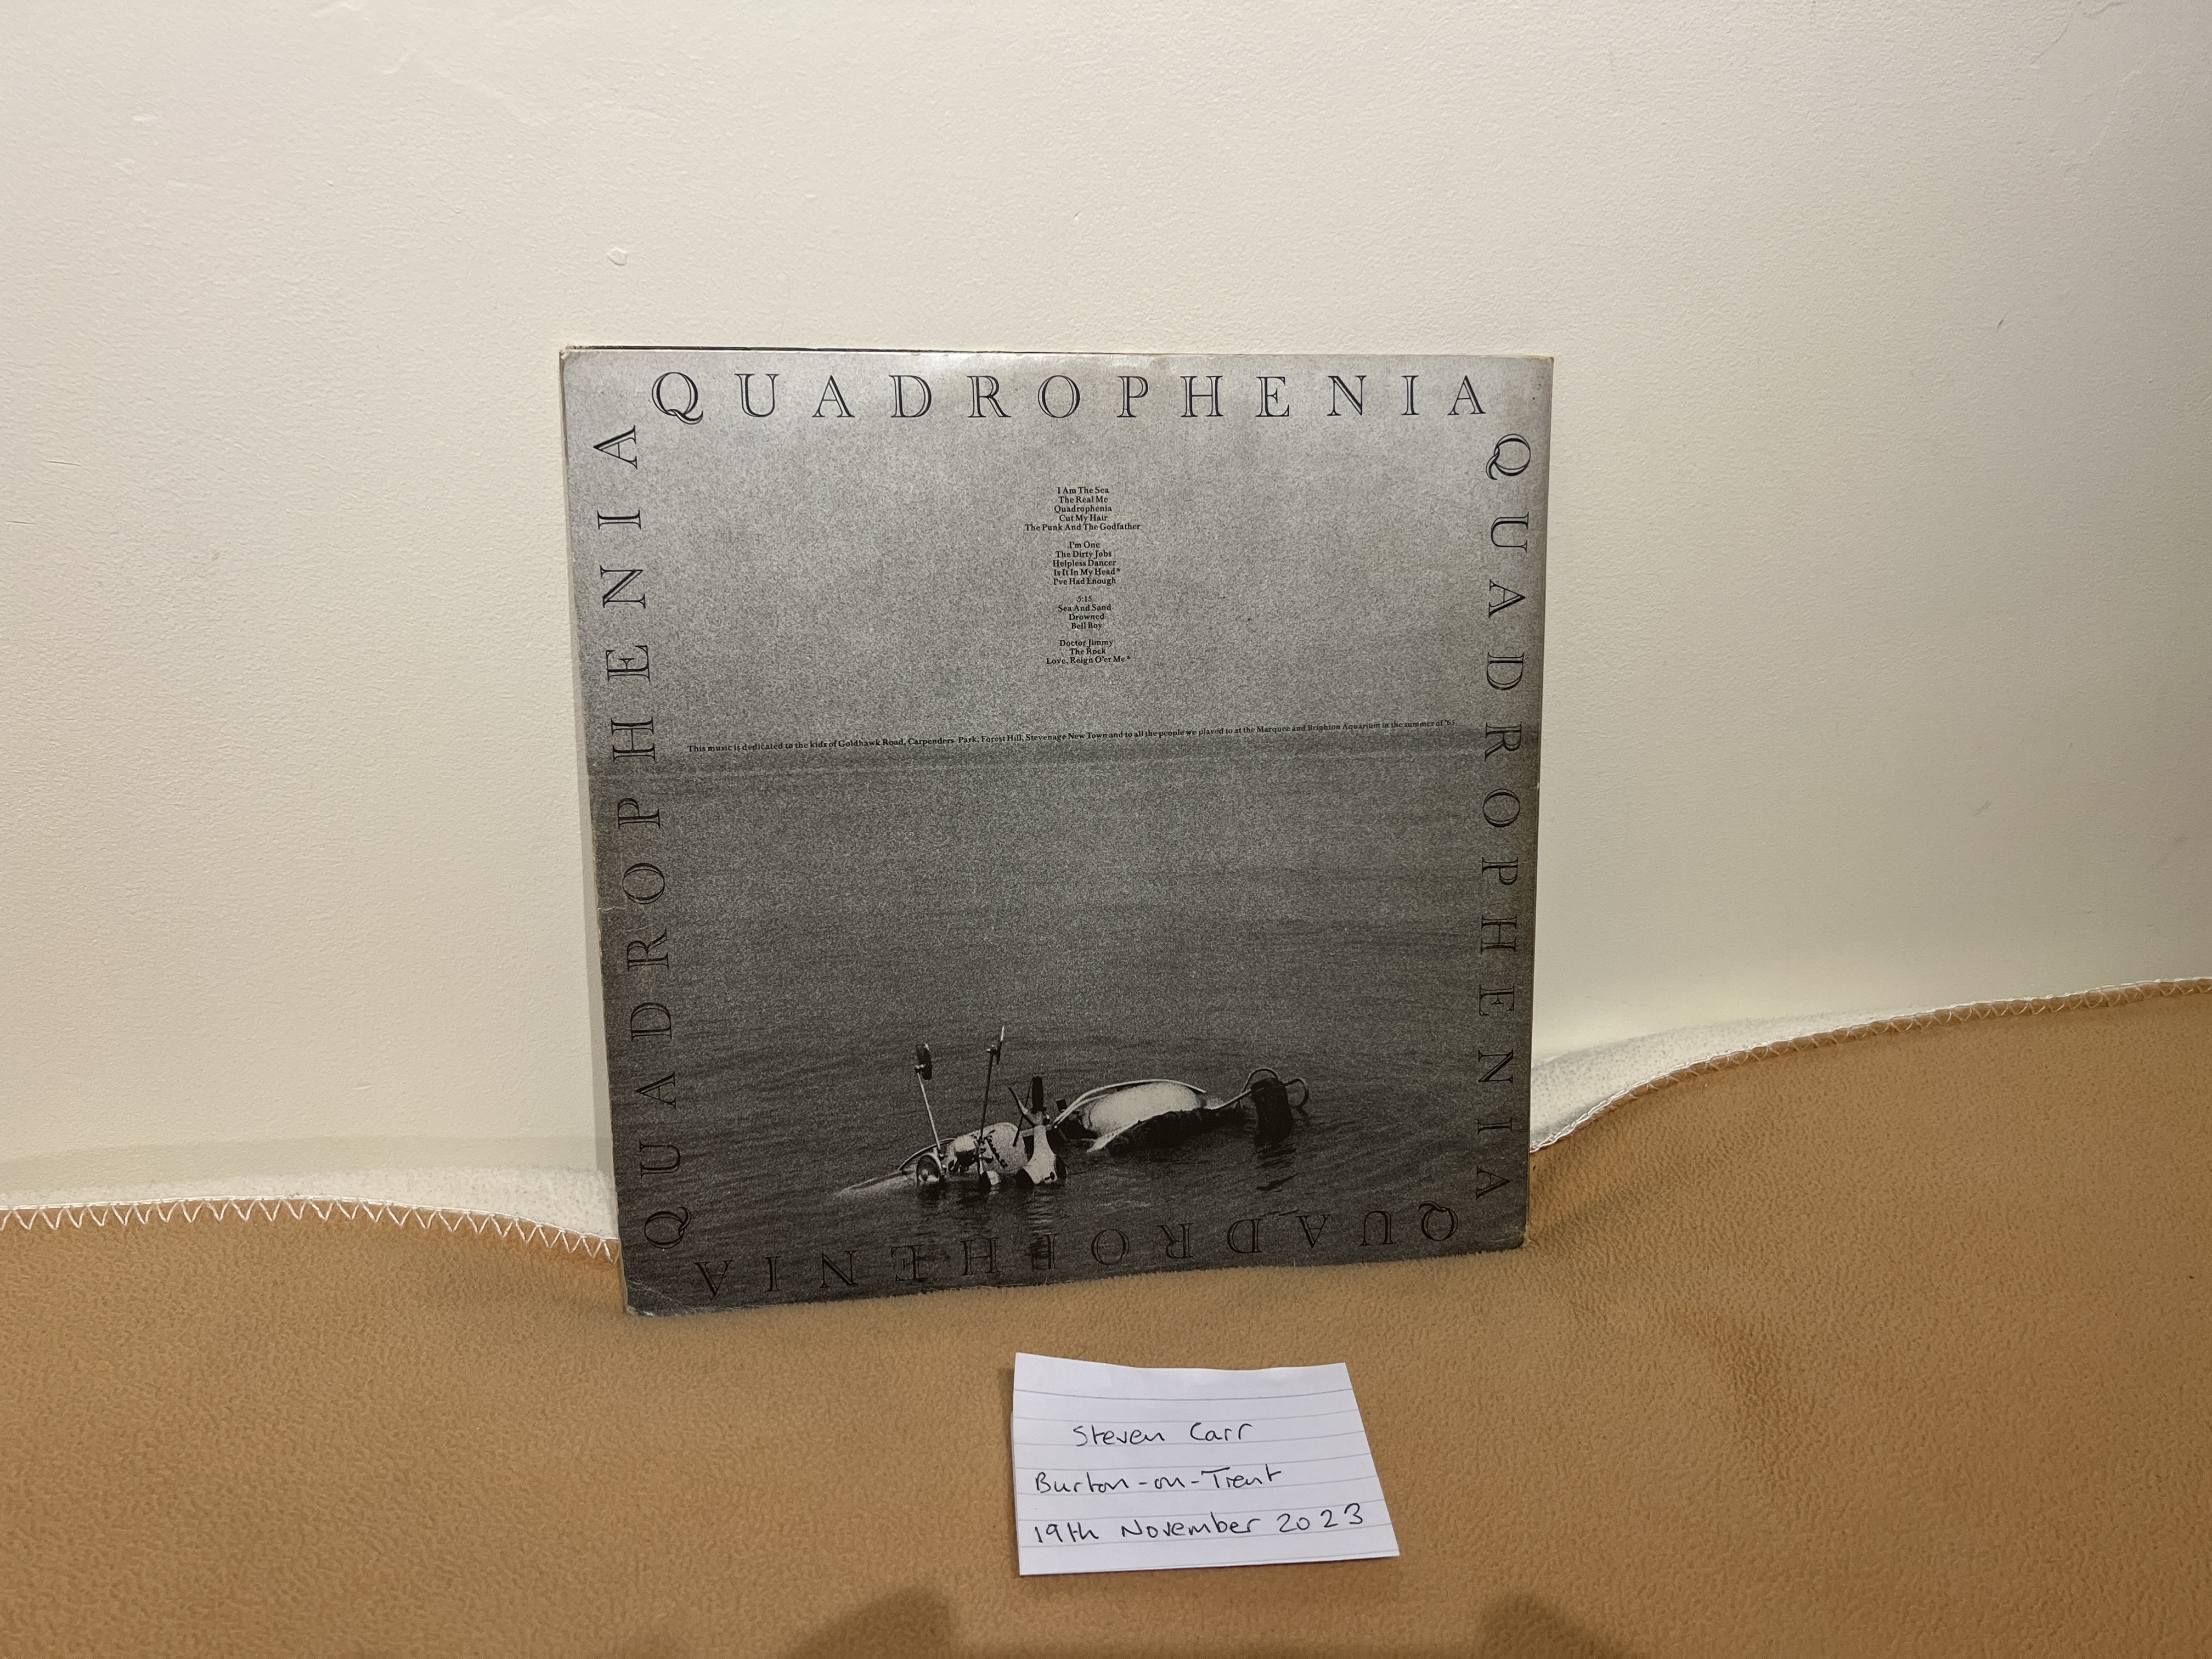 QUADROPHENIA
QUADROPHENIA
QUADROPHENIA
QUADROPHENIA
I Am The Sea
The Real Me
Quadrophenia
Cut My Hair
The Punk And The Godfather
I'm One
The Dirty Jobs
Helpless Dancer
Is It In My Head*
I've Had Enough
5:15
Sea And Sand
Drowned
Bell Boy
Doctor Jimmy
The Rock
Love, Reign O'er Me*
This music is dedicated to the kids of Goldhawk Road, Carpenders Park, Forest Hill, Stevenage New Town and to all the people we played to at the Marquee and Brighton Aquarium in the summer of '65.
Steven Carr
Burton-on-Trent
19th November 2023